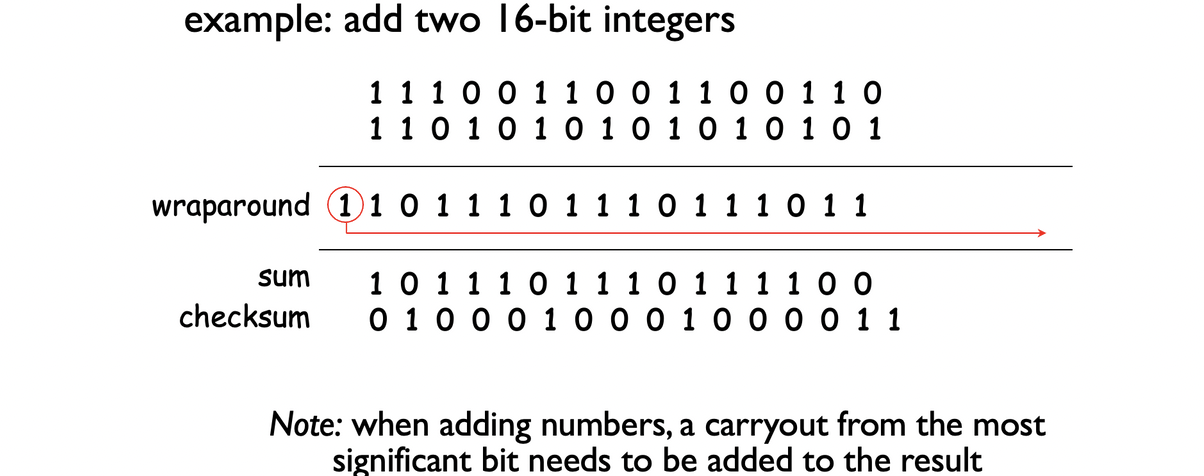 example: add two 16-bit integers
1 1 1 0 0 1 1 0 0 1 1 0 0 1 1 0
1 1 0 1 0 1 0 1 0 1 0 1 0 1 0 1
wraparound 1 1 0 1 1 1 0 1 1 1 0 1 1 1 0 1 1
sum 1 0 1 1 1 0 1 1 1 0 1 1 1 1 0 0
checksum 0 1 0 0 0 1 0 0 0 1 0 0 0 0 1 1
Note: when adding numbers, a carryout from the most
significant bit needs to be added to the result